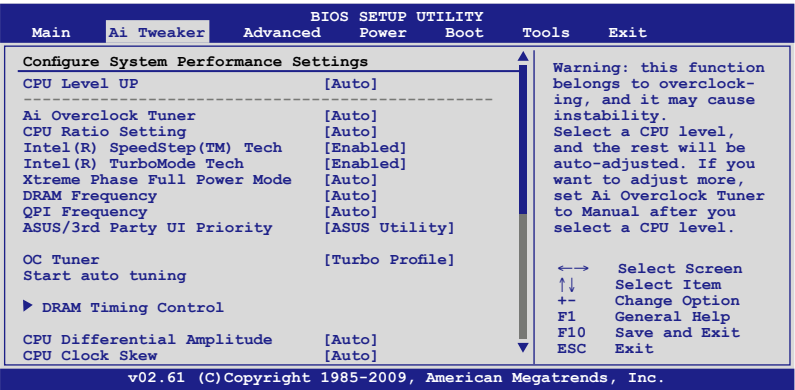 BIOS SETUP UTILITY
Main Ai Tweaker Advanced Power Boot Tools Exit
Configure System Performance Settings
CPU Level UP [Auto]
Ai Overclock Tuner [Auto]
CPU Ratio Setting [Auto]
Intel(R) SpeedStep(TM) Tech [Enabled]
Intel(R) TurboMode Tech [Enabled]
Xtreme Phase Full Power Mode [Auto]
DRAM Frequency [Auto]
QPI Frequency [Auto]
ASUS/3rd Party UI Priority [ASUS Utility]
OC Tuner [Turbo Profile]
Start auto tuning
DRAM Timing Control
CPU Differential Amplitude [Auto]
CPU Clock Skew [Auto]
Warning: this function
belongs to overclock-
ing, and it may cause
instability.
Select a CPU level,
and the rest will be
auto-adjusted. If you
want to adjust more,
set Ai Overclock Tuner
to Manual after you
select a CPU level.
←→ Select Screen
↑↓ Select Item
+- Change Option
F1 General Help
F10 Save and Exit
ESC Exit
v02.61 (C)Copyright 1985-2009, American Megatrends, Inc.